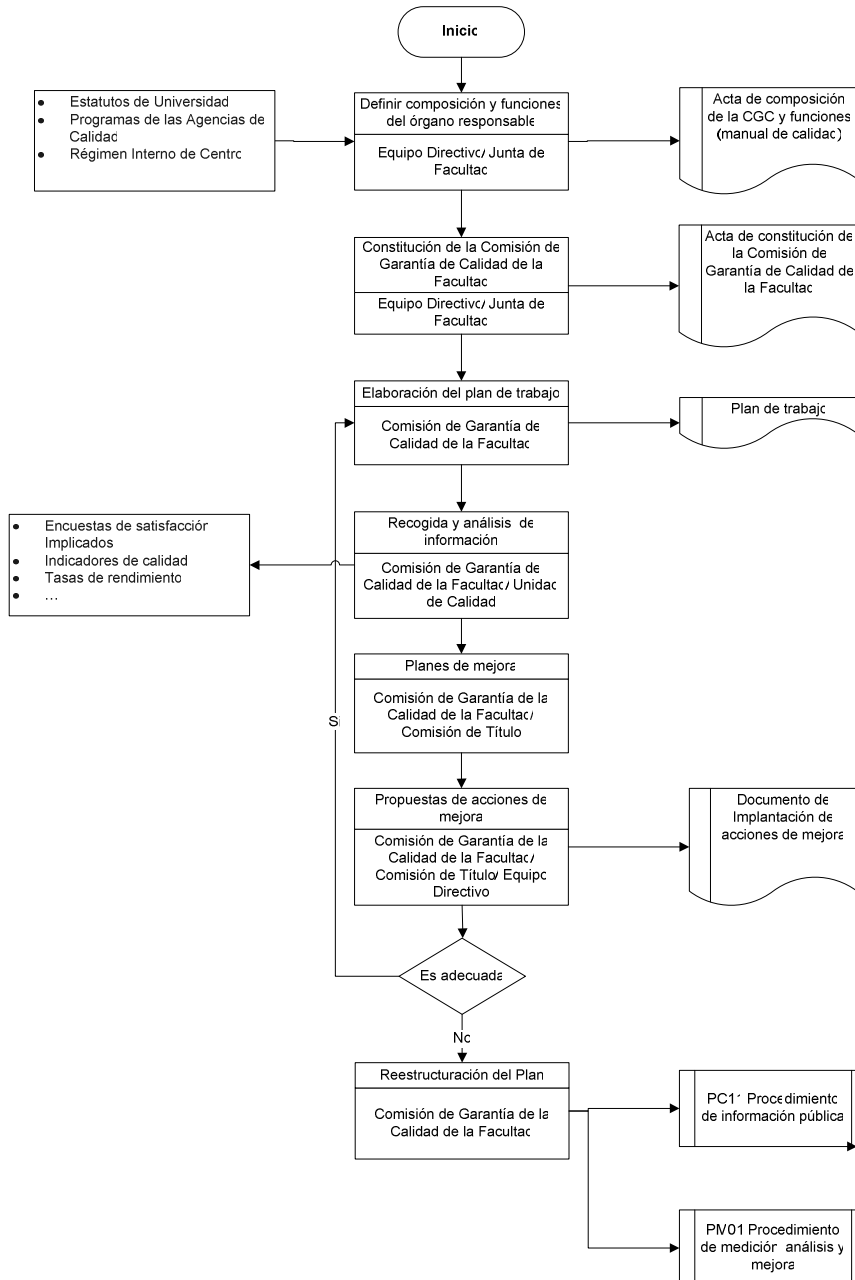 Inicio
• Estatutos de Universidad
• Programas de las Agencias de
Calidad
• Régimen Interno de Centro
Definir composición y funciones
del órgano responsable
Equipo Directivo/ Junta de
Facultad
Acta de composición
de la CGC y funciones
(manual de calidad)
Constitución de la Comisión de
Garantía de Calidad de la
Facultad
Equipo Directivo/ Junta de
Facultad
Acta de constitución de
la Comisión de
Garantía de Calidad de
la Facultad
Elaboración del plan de trabajo
Comisión de Garantía de
Calidad de la Facultad
Plan de trabajo
• Encuestas de satisfacción
Implicados
• Indicadores de calidad
• Tasas de rendimiento
• ...
Recogida y análisis de
información
Comisión de Garantía de
Calidad de la Facultad/ Unidad
de Calidad
Planes de mejora
Comisión de Garantía de la
Calidad de la Facultad/
Comisión de Título
Sí
Propuestas de acciones de
mejora
Comisión de Garantía de la
Calidad de la Facultad/
Comisión de Título/ Equipo
Directivo
Documento de
Implantación de
acciones de mejora
Es adecuada
No
Reestructuración del Plan
Comisión de Garantía de la
Calidad de la Facultad
PC11 Procedimiento
de información pública
PM01 Procedimiento
de medición análisis y
mejora